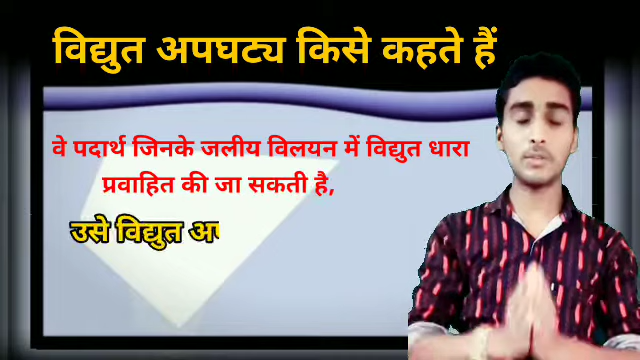 विद्युत अपघट्य किसे कहते हैं
वे पदार्थ जिनके जलीय विलयन में विद्युत धारा
प्रवाहित की जा सकती है,
उसे विद्युत